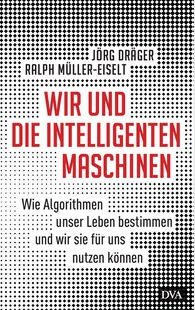 JÖRG DRÄGER
RALPH MÜLLER-EISELT
WIR UND
DIE INTELLIGENTEN
MASCHINEN
Wie Algorithmen
unser Leben bestimmen
und wir sie für uns
nutzen können
DVA